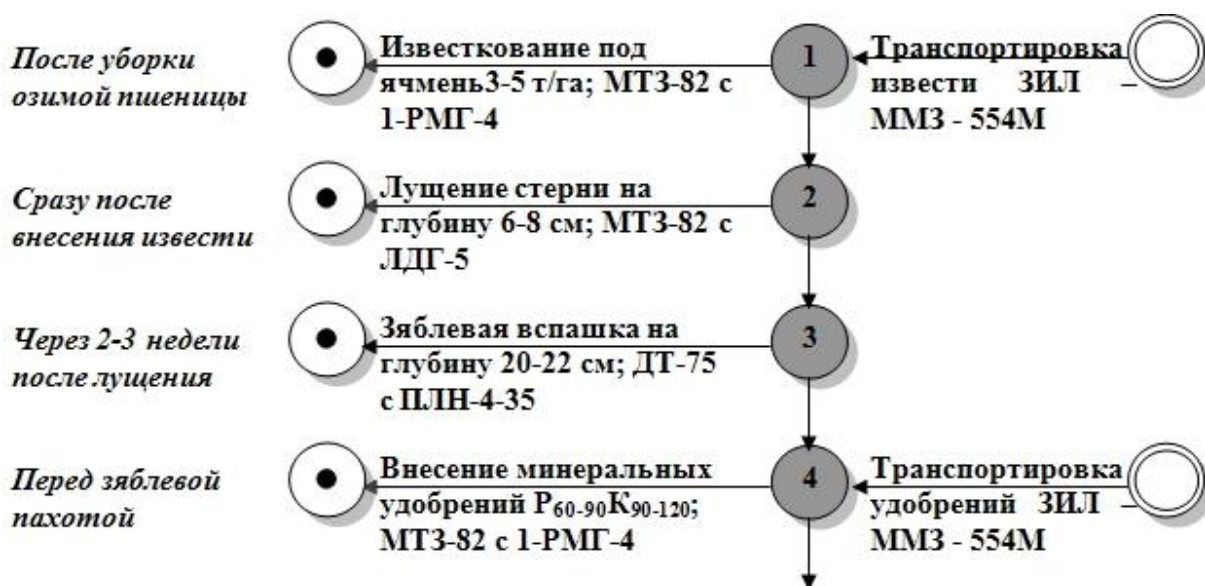 После уборки
озимой пшеницы
Известкование под
ячмень3-5 т/га; МТЗ-82 с
1-РМГ-4
1
Транспортировка
извести ЗИЛ –
ММЗ - 554М
Сразу после
внесения извести
Лущение стерни на
глубину 6-8 см; МТЗ-82 с
ЛДГ-5
2
Через 2-3 недели
после лущения
Зяблевая вспашка на
глубину 20-22 см; ДТ-75
с ПЛН-4-35
3
Перед зяблевой
пахотой
Внесение минеральных
удобрений Р60-90К90-120;
МТЗ-82 с 1-РМГ-4
4
Транспортировка
удобрений ЗИЛ –
ММЗ - 554М